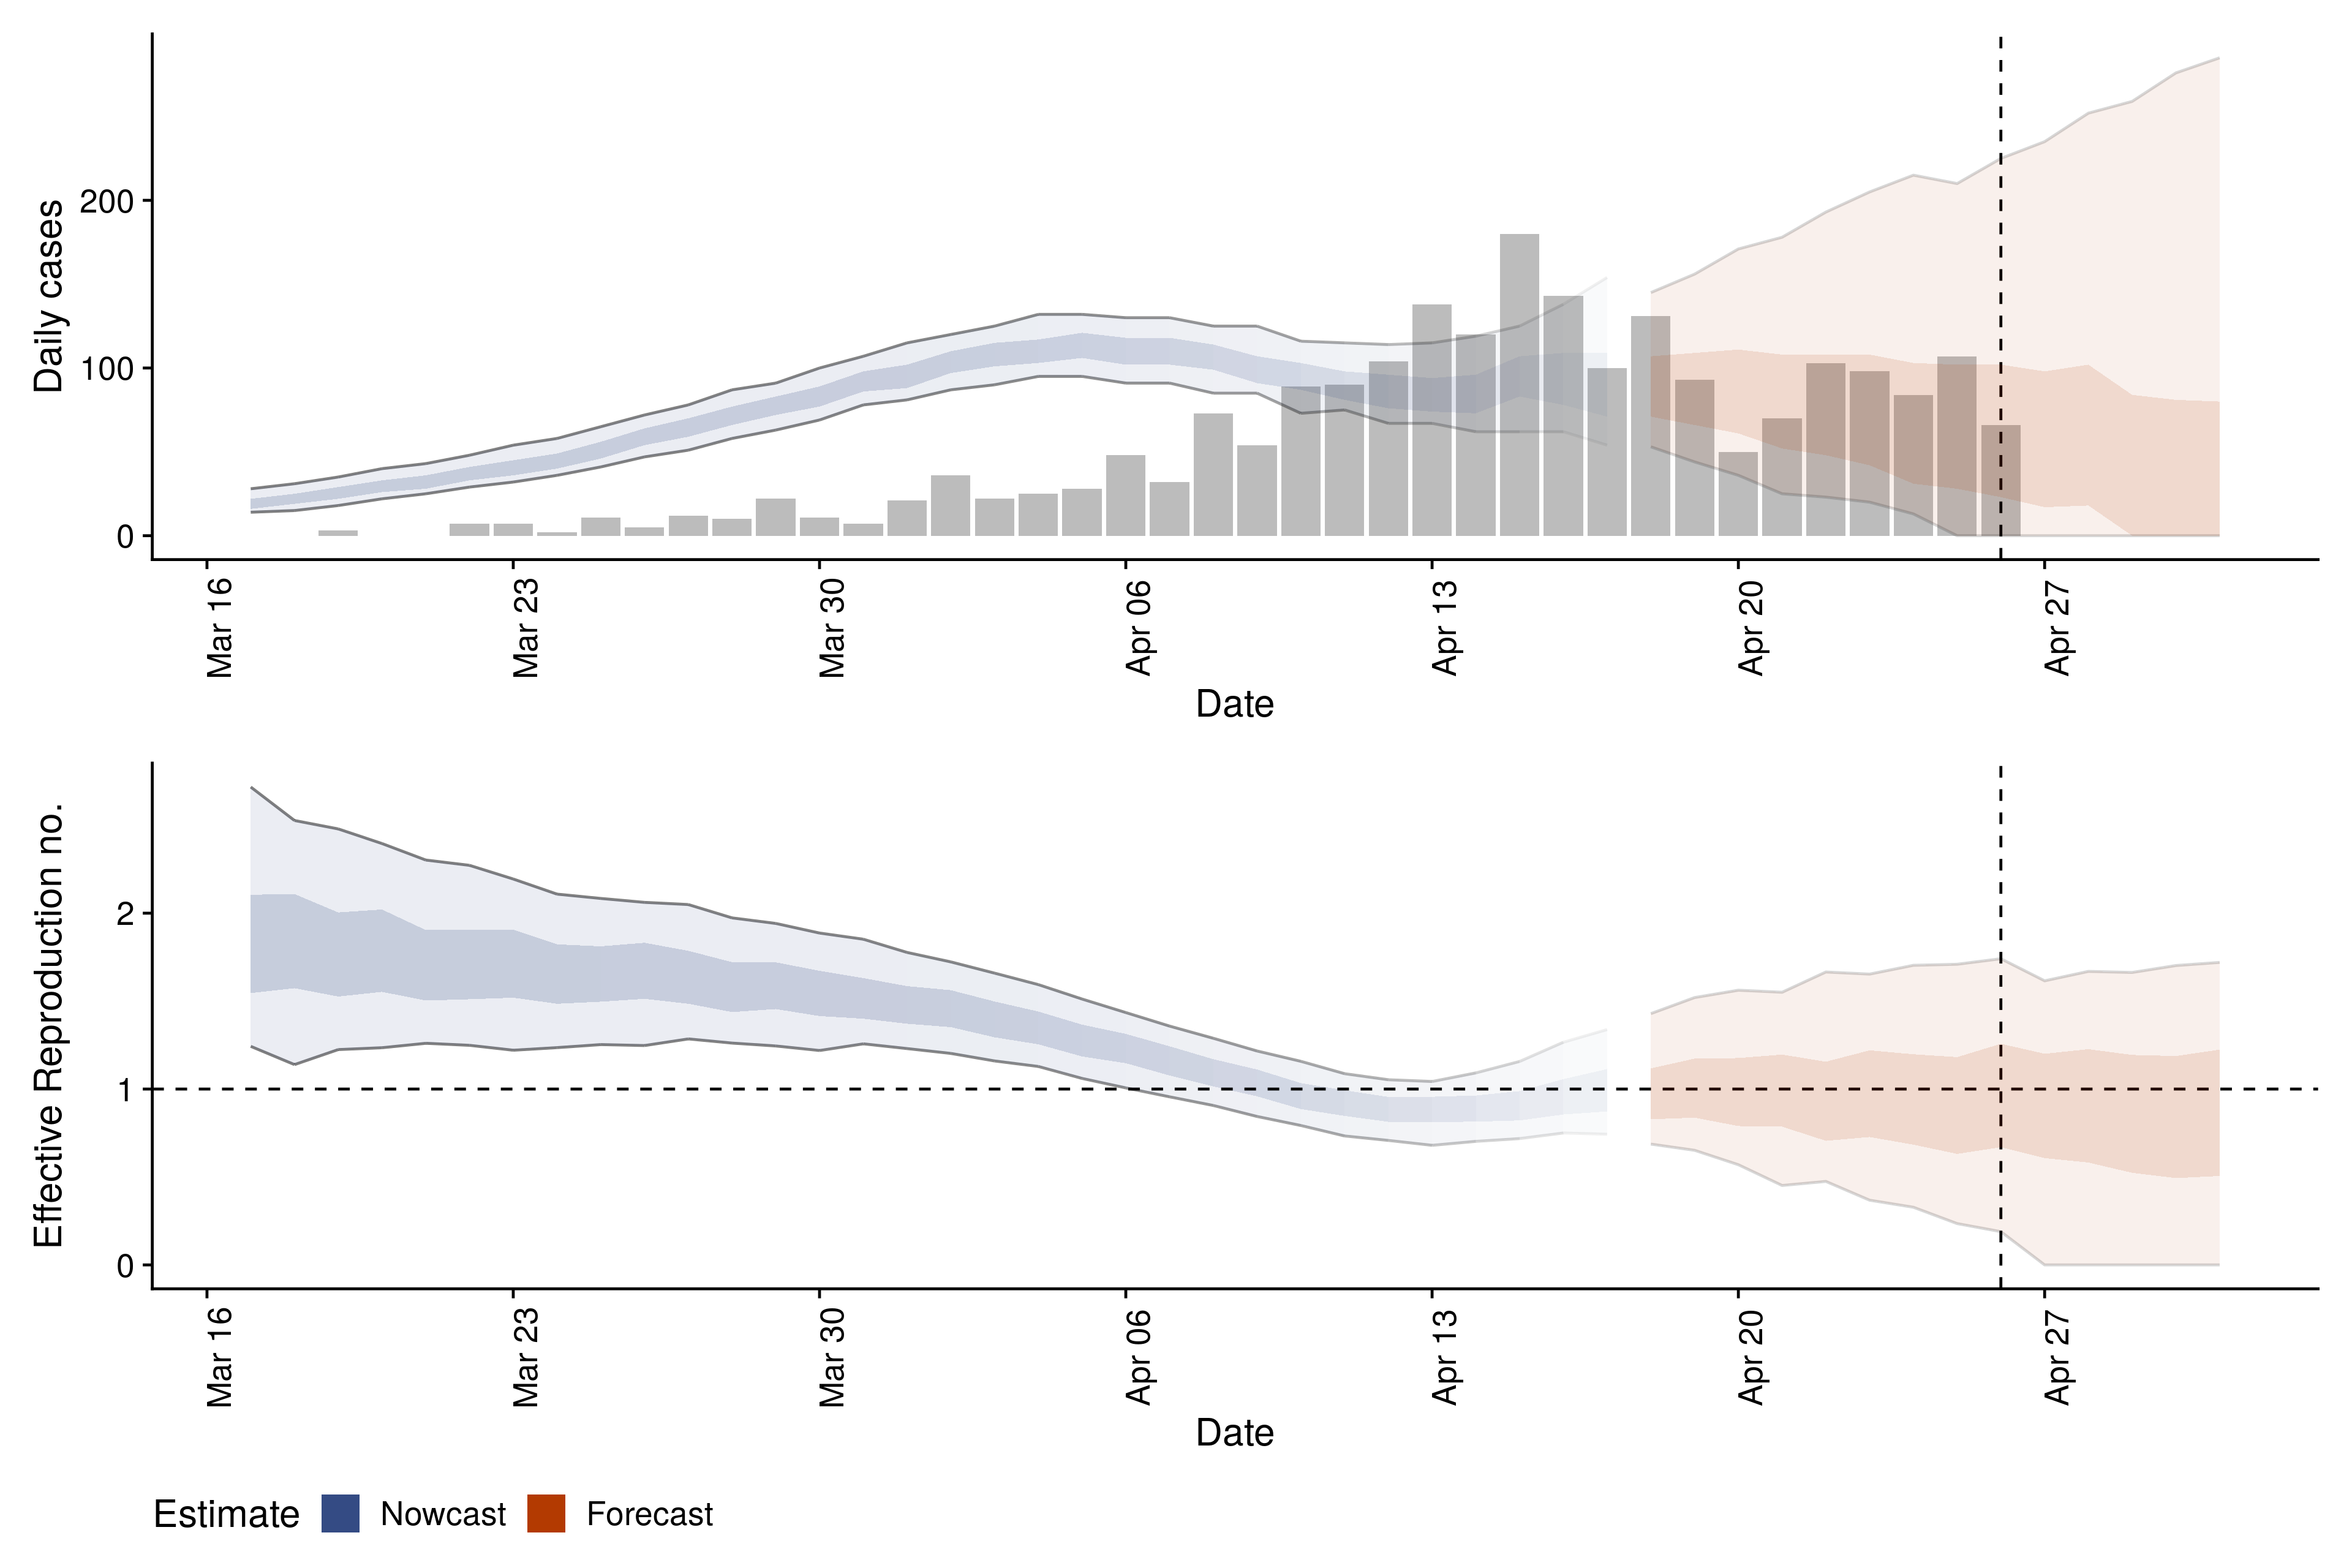 Daily cases
200
100
0
Mar 16
Mar 23
Mar 30
Apr 06
Apr 13
Apr 20
Apr 27
Date
Effective Reproduction no.
2
1
0
Mar 16
Mar 23
Mar 30
Apr 06
Apr 13
Apr 20
Apr 27
Date
Estimate Nowcast Forecast